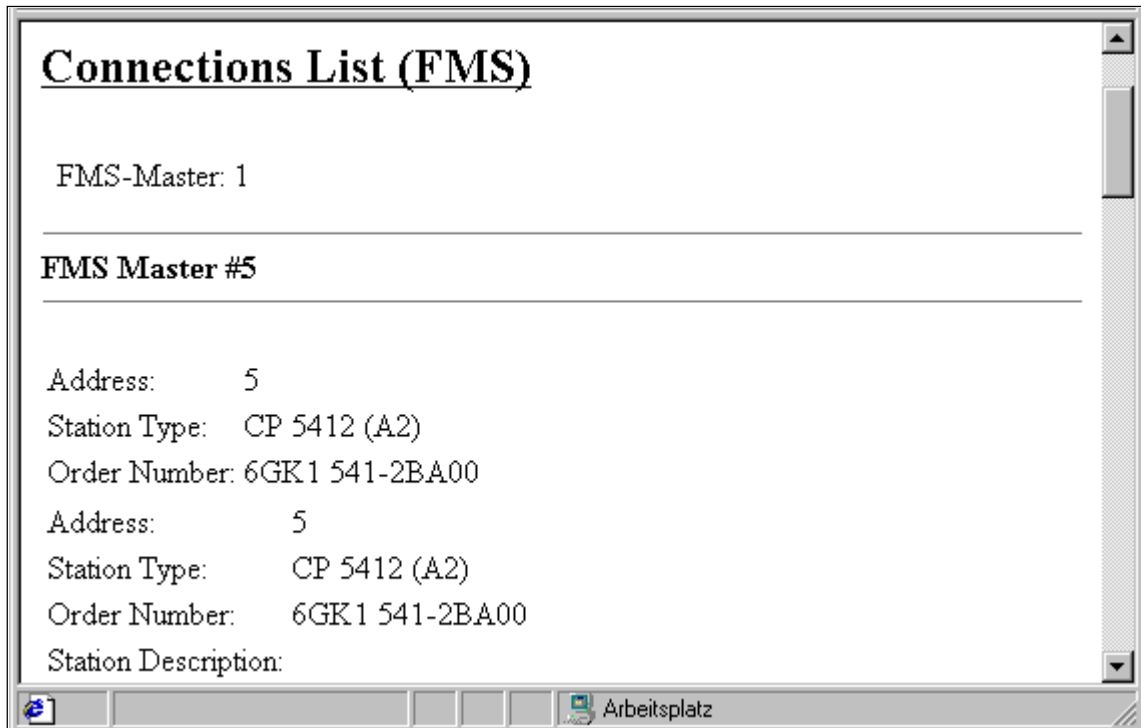 Connections List (FMS)
FMS-Master: 1
FMS Master #5
Address: 5
Station Type: CP 5412 (A2)
Order Number: 6GK1 541-2BA00
Address: 5
Station Type: CP 5412 (A2)
Order Number: 6GK1 541-2BA00
Station Description:
Arbeitsplatz